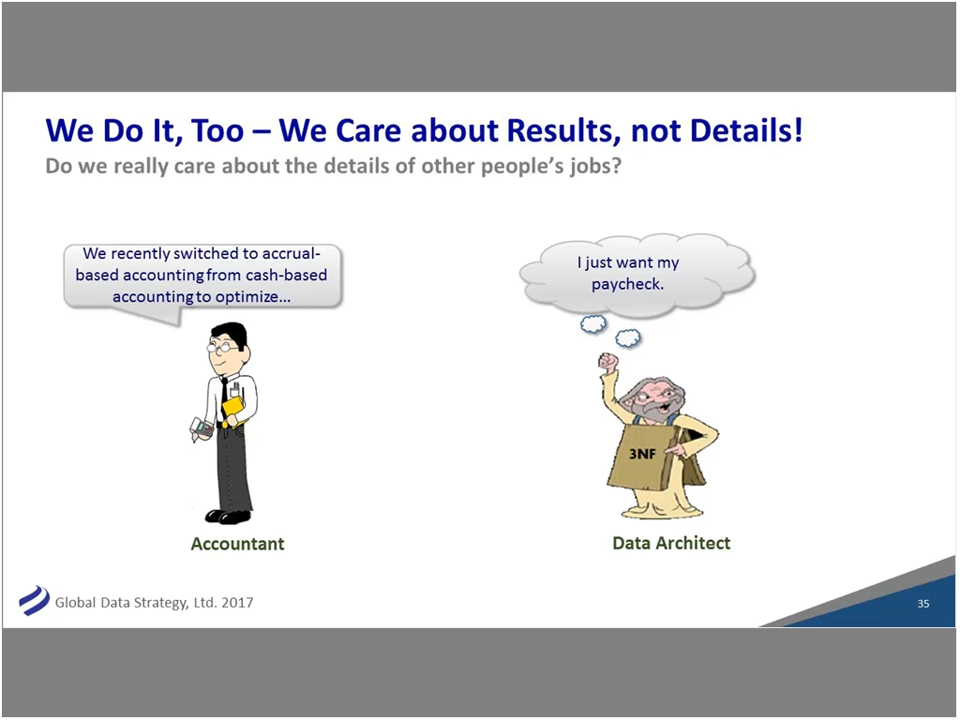 We Do It, Too – We Care about Results, not Details!
Do we really care about the details of other people's jobs?
We recently switched to accrual-
based accounting from cash-based
accounting to optimize...
I just want my
paycheck.
3NF
Accountant
Data Architect
Global Data Strategy, Ltd. 2017
35